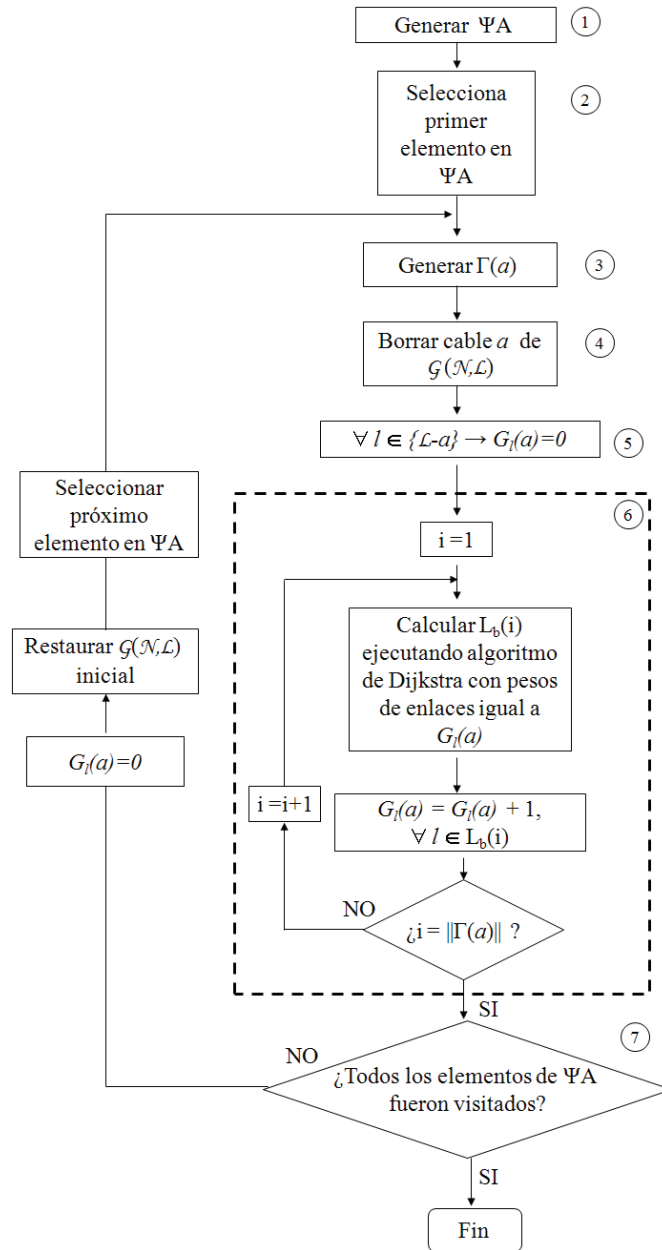 Generar ΨA
1
Selecciona
primer
elemento en
ΨA
2
Generar Γ(a)
3
Borrar cable a de
𝒢(𝒩,ℒ)
4
∀ l ∈ {ℒ-a} → Gl(a)=0
5
6
i =1
Calcular Lb(i)
ejecutando algoritmo
de Dijkstra con pesos
de enlaces igual a
Gl(a)
Gl(a) = Gl(a) + 1,
∀ l ∈ Lb(i)
i =i+1
NO
¿i = ||Γ(a)|| ?
SI
7
NO
¿Todos los elementos de ΨA
fueron visitados?
SI
Fin
Gl(a)=0
Restaurar 𝒢(𝒩,ℒ)
inicial
Seleccionar
próximo
elemento en ΨA